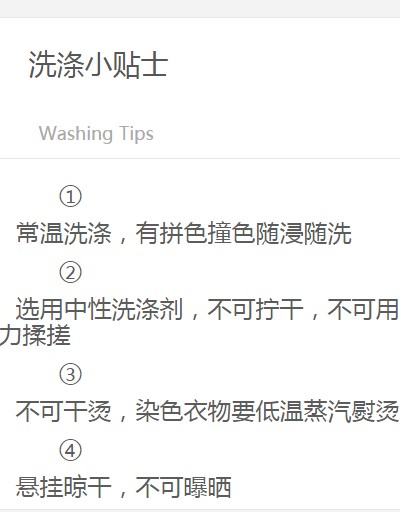 洗涤小贴士
Washing Tips
①
常温洗涤，有拼色撞色随浸随洗
②
选用中性洗涤剂，不可拧干，不可用
力揉搓
③
不可干烫，染色衣物要低温蒸汽熨烫
④
悬挂晾干，不可曝晒